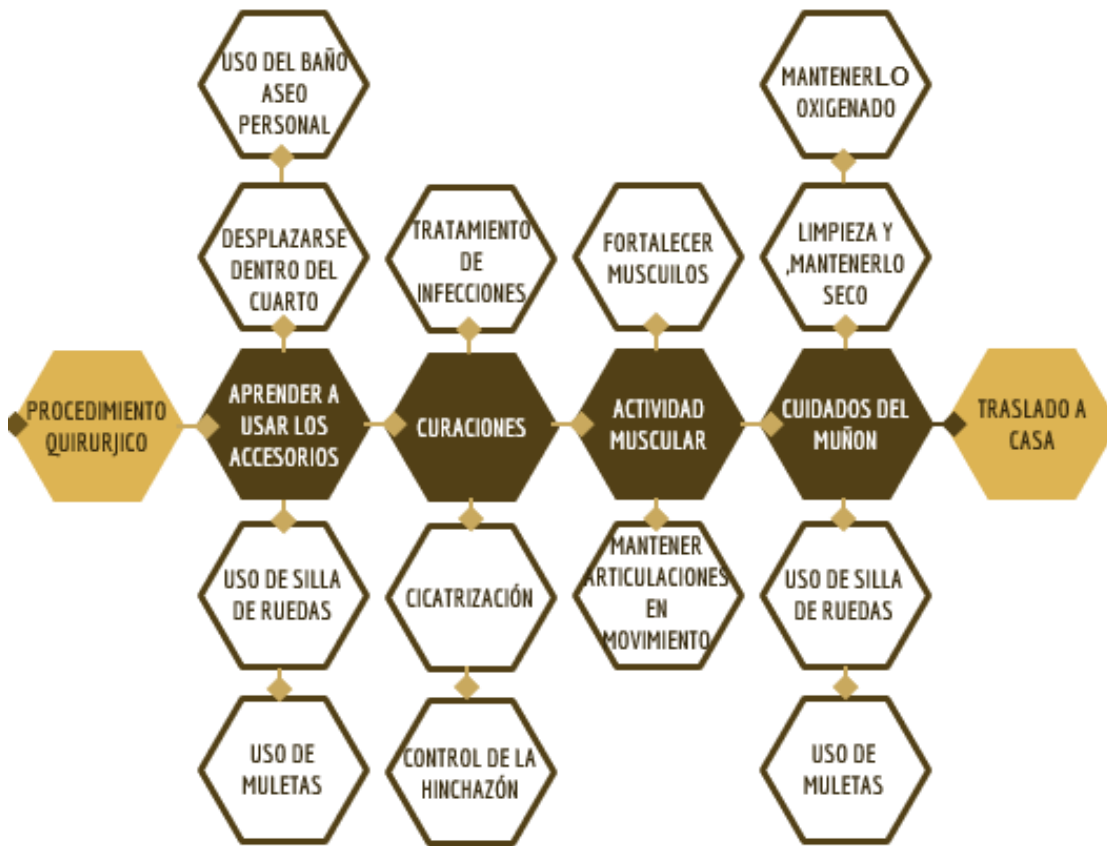 USO DEL BAÑO
ASEO
PERSONAL
MANTENERLO
OXIGENADO
DESPLAZARSE
DENTRO DEL
CUARTO
TRATAMIENTO
DE
INFECCIONES
FORTALECER
MUSCUILOS
LIMPIEZA Y
,MANTENERLO
SECO
PROCEDIMIENTO
QUIRURJICO
APRENDER A
USAR LOS
ACCESORIOS
CURACIONES
ACTIVIDAD
MUSCULAR
CUIDADOS DEL
MUÑON
TRASLADO A
CASA
USO DE SILLA
DE RUEDAS
CICATRIZACIÓN
MANTENER
ARTICULACIONES
EN
MOVIMIENTO
USO DE SILLA
DE RUEDAS
USO DE
MULETAS
CONTROL DE LA
HINCHAZÓN
USO DE
MULETAS